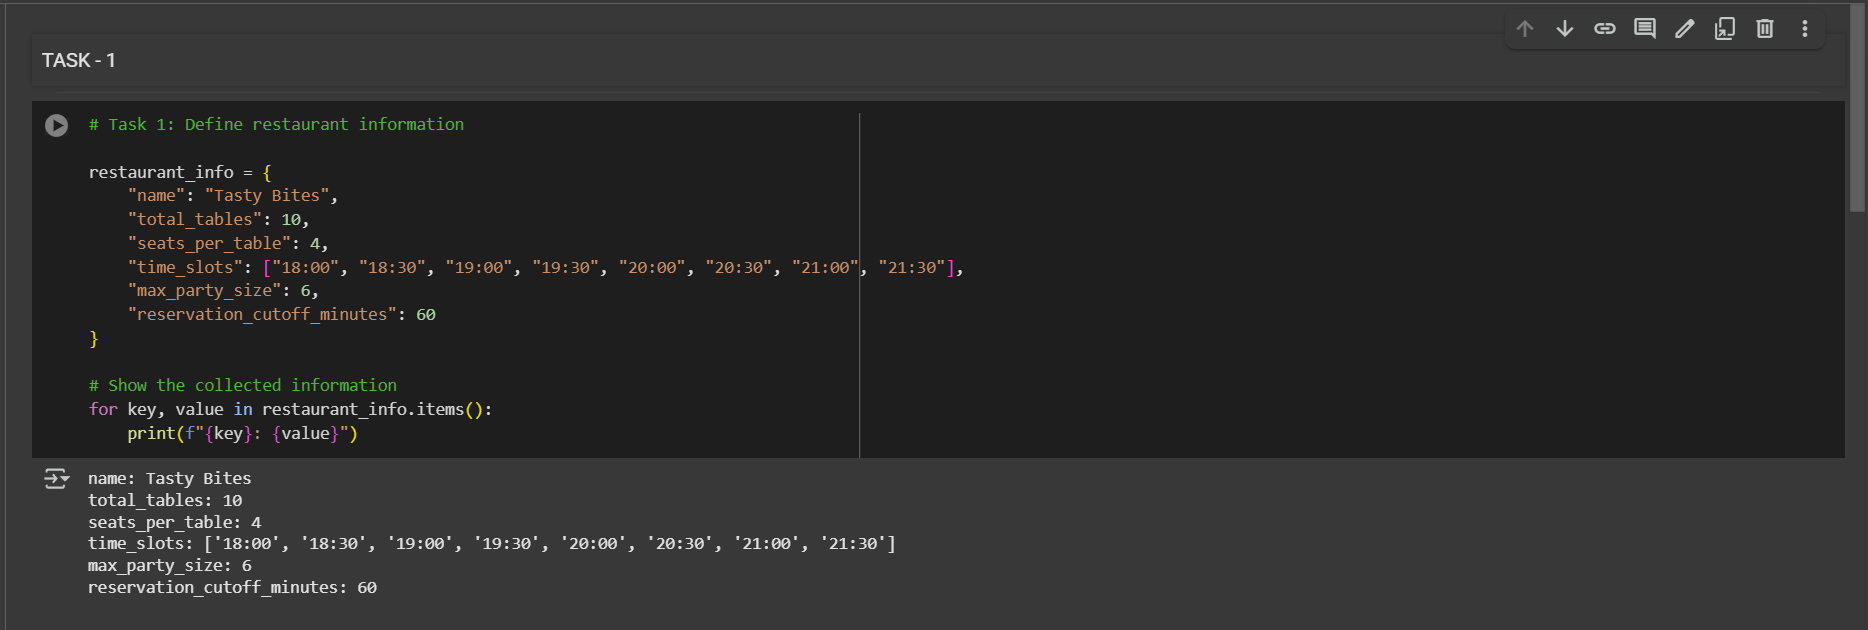 TASK - 1
# Task 1: Define restaurant information
restaurant_info = {
    "name": "Tasty Bites",
    "total_tables": 10,
    "seats_per_table": 4,
    "time_slots": ["18:00", "18:30", "19:00", "19:30", "20:00", "20:30", "21:00", "21:30"],
    "max_party_size": 6,
    "reservation_cutoff_minutes": 60
}
# Show the collected information
for key, value in restaurant_info.items():
    print(f"{key}: {value}")
name: Tasty Bites
total_tables: 10
seats_per_table: 4
time_slots: ['18:00', '18:30', '19:00', '19:30', '20:00', '20:30', '21:00', '21:30']
max_party_size: 6
reservation_cutoff_minutes: 60